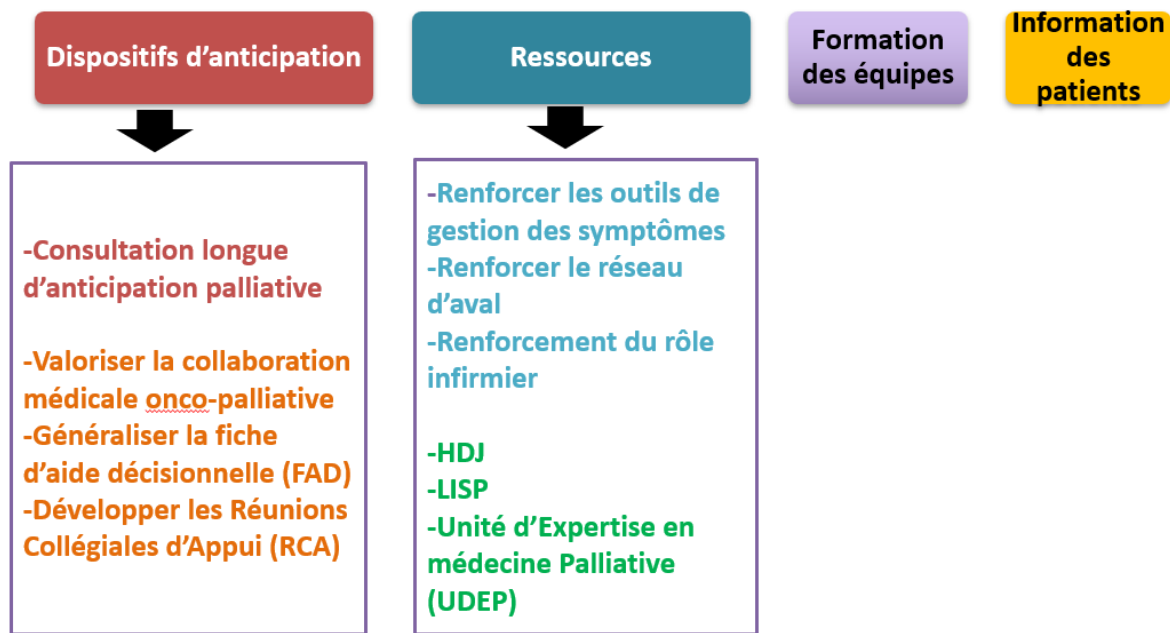 Dispositifs d'anticipation
Ressources
Formation
des équipes
Information
des
patients
-Consultation longue
d'anticipation palliative
-Valoriser la collaboration
médicale onco-palliative
-Généraliser la fiche
d'aide décisionnelle (FAD)
-Développer les Réunions
Collégiales d'Appui (RCA)
-Renforcer les outils de
gestion des symptômes
-Renforcer le réseau
d'aval
-Renforcement du rôle
infirmier
-HDJ
-LISP
-Unité d'Expertise en
médecine Palliative
(UDEP)